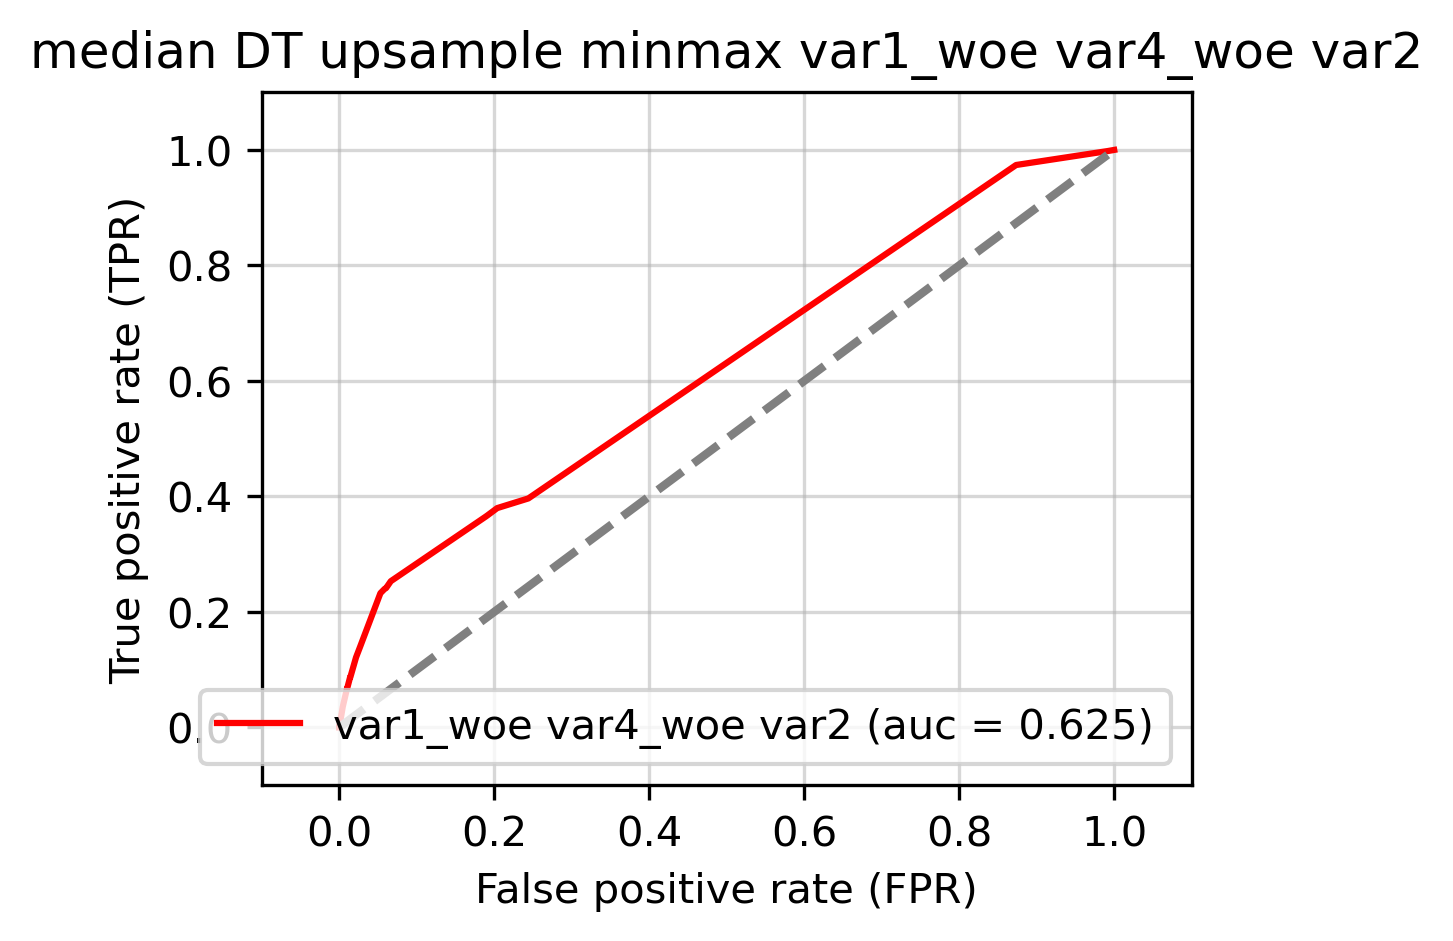 median DT upsample minmax var1_woe var4_woe var2
1.0
0.8
0.6
0.4
0.2
0.0
True positive rate (TPR)
var1_woe var4_woe var2 (auc = 0.625)
0.0 0.2 0.4 0.6 0.8 1.0
False positive rate (FPR)